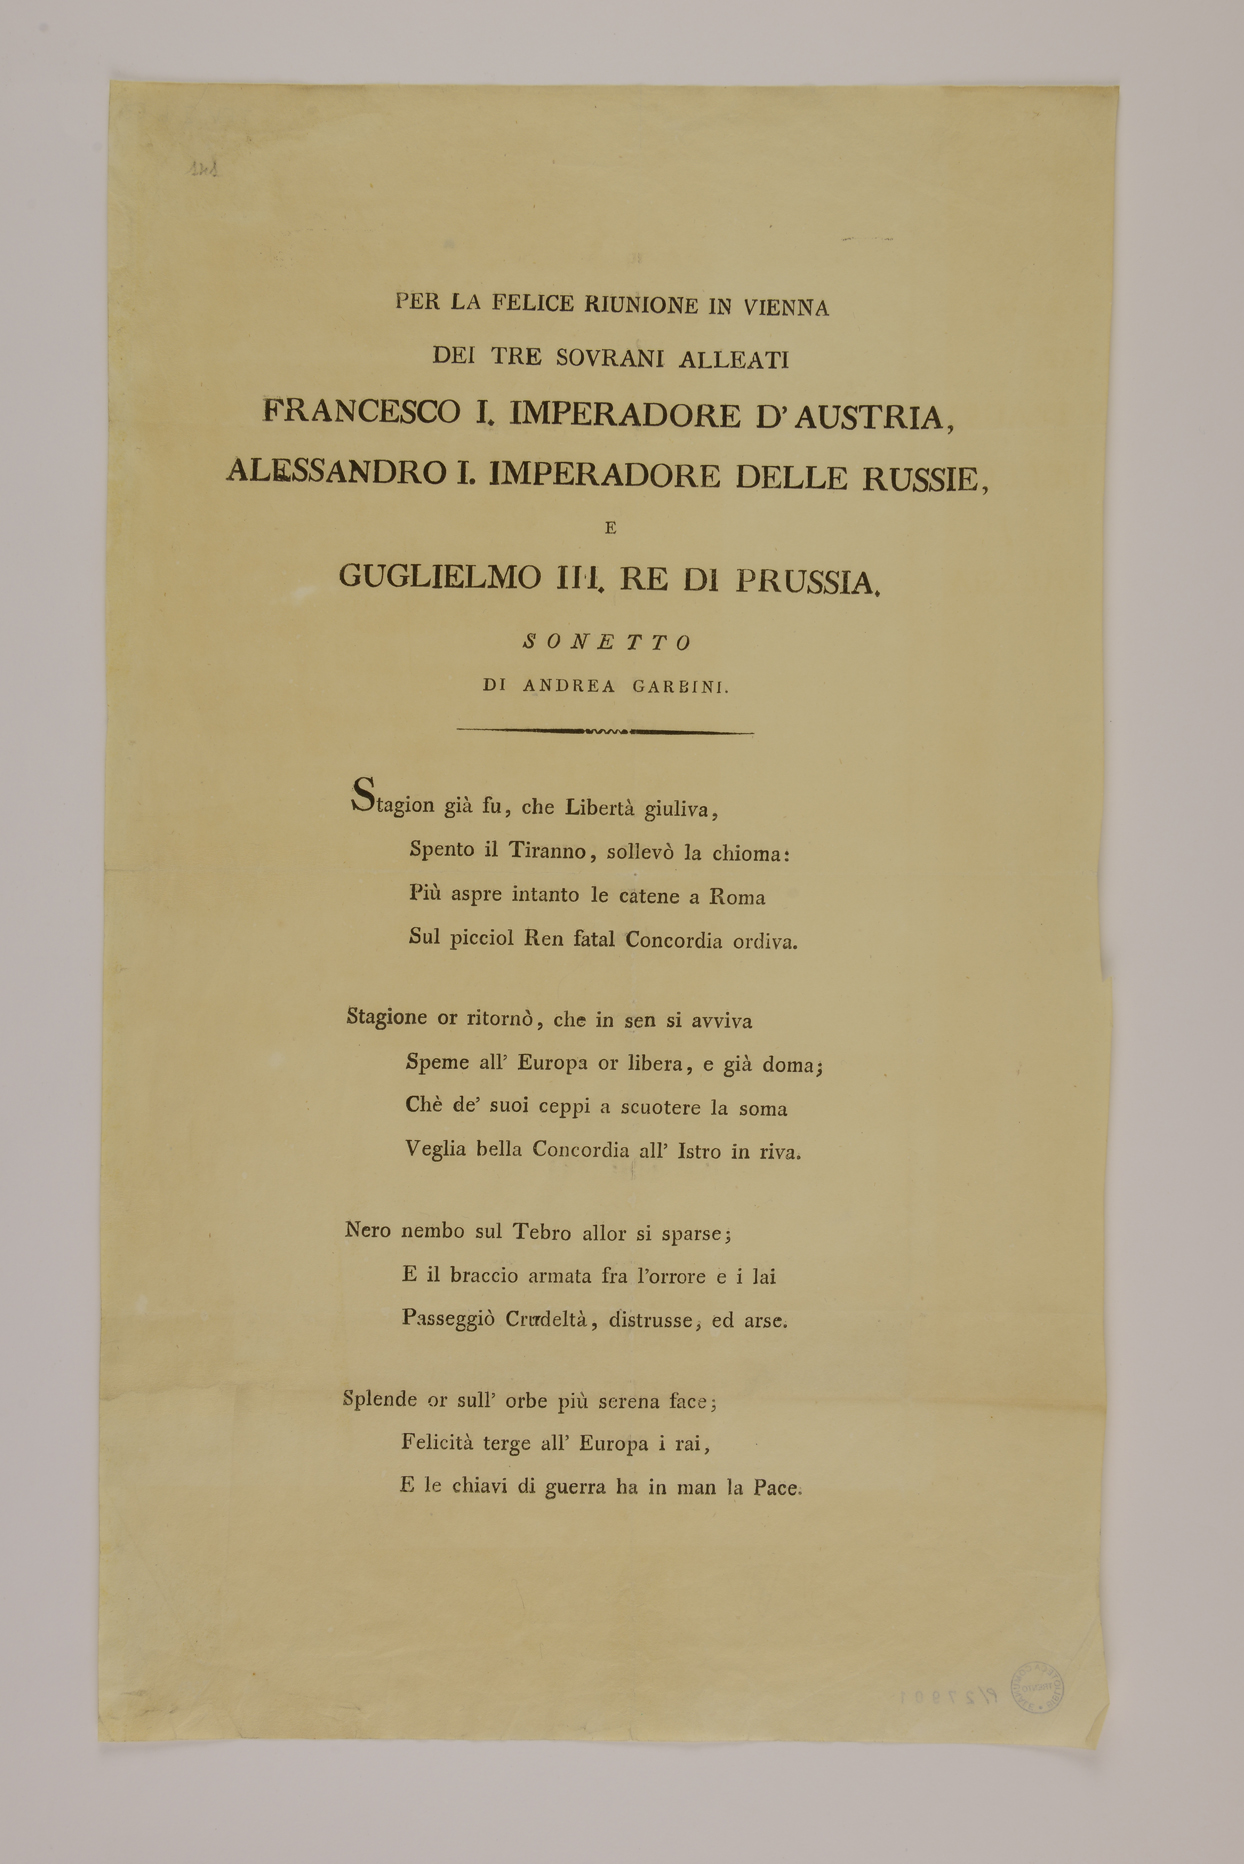 121
PER LA FELICE RIUNIONE IN VIENNA
DEI TRE SOVRANI ALLEATI
FRANCESCO I. IMPERADORE D' AUSTRIA,
ALESSANDRO I. IMPERADORE DELLE RUSSIE,
E
GUGLIELMO III. RE DI PRUSSIA.
SONETTO
DI ANDREA GARBINI.
Stagion già fu, che Libertà giuliva,
Spento il Tiranno, sollevò la chioma:
Più aspre intanto le catene a Roma
Sul picciol Ren fatal Concordia ordiva.
Stagione or ritornò, che in sen si avviva
Speme all' Europa or libera, e già doma;
Chè de' suoi ceppi a scuotere la soma
Veglia bella Concordia all' Istro in riva.
Nero nembo sul Tebro allor si sparse;
E il braccio armata fra l'orrore e i lai
Passeggiò Crudeltà, distrusse, ed arse.
Splende or sull' orbe più serena face;
Felicità terge all' Europa i rai,
E le chiavi di guerra ha in man la Pace.
P/27901